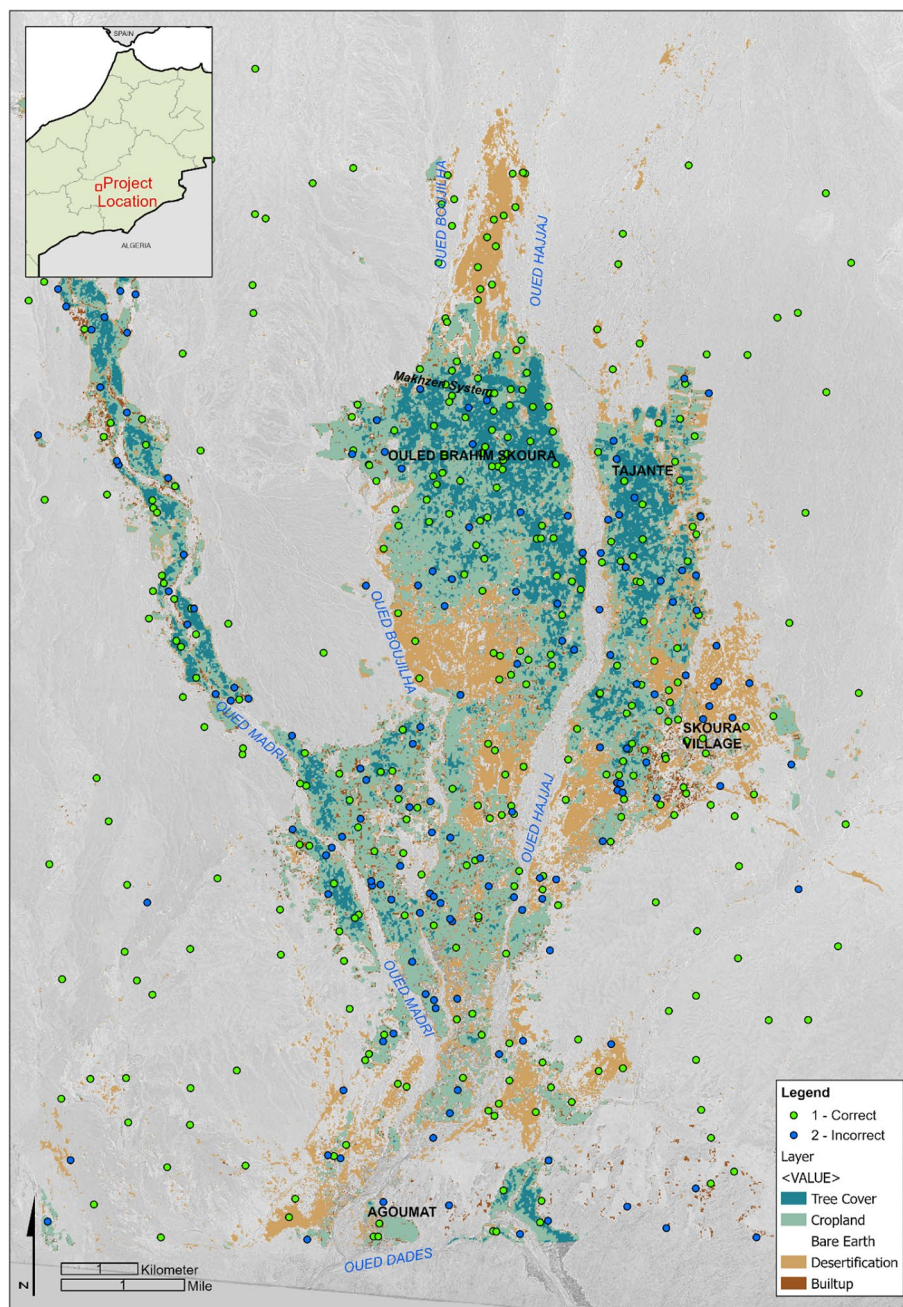 SPAIN
Project
Location
ALGERIA
OUED BOUJILHA
OUED HAJJAJ
Makhzen System
OULED BRAHIM SKOURA
TAJANTE
OUED BOUJILHA
OUED MADRI
SKOURA
VILLAGE
OUED HAJJAJ
OUED MADRI
AGOUMAT
OUED DADES
N
1 Kilometer
1 Mile
Legend
1 - Correct
2 - Incorrect
Layer
<VALUE>
Tree Cover
Cropland
Bare Earth
Desertification
Builtup